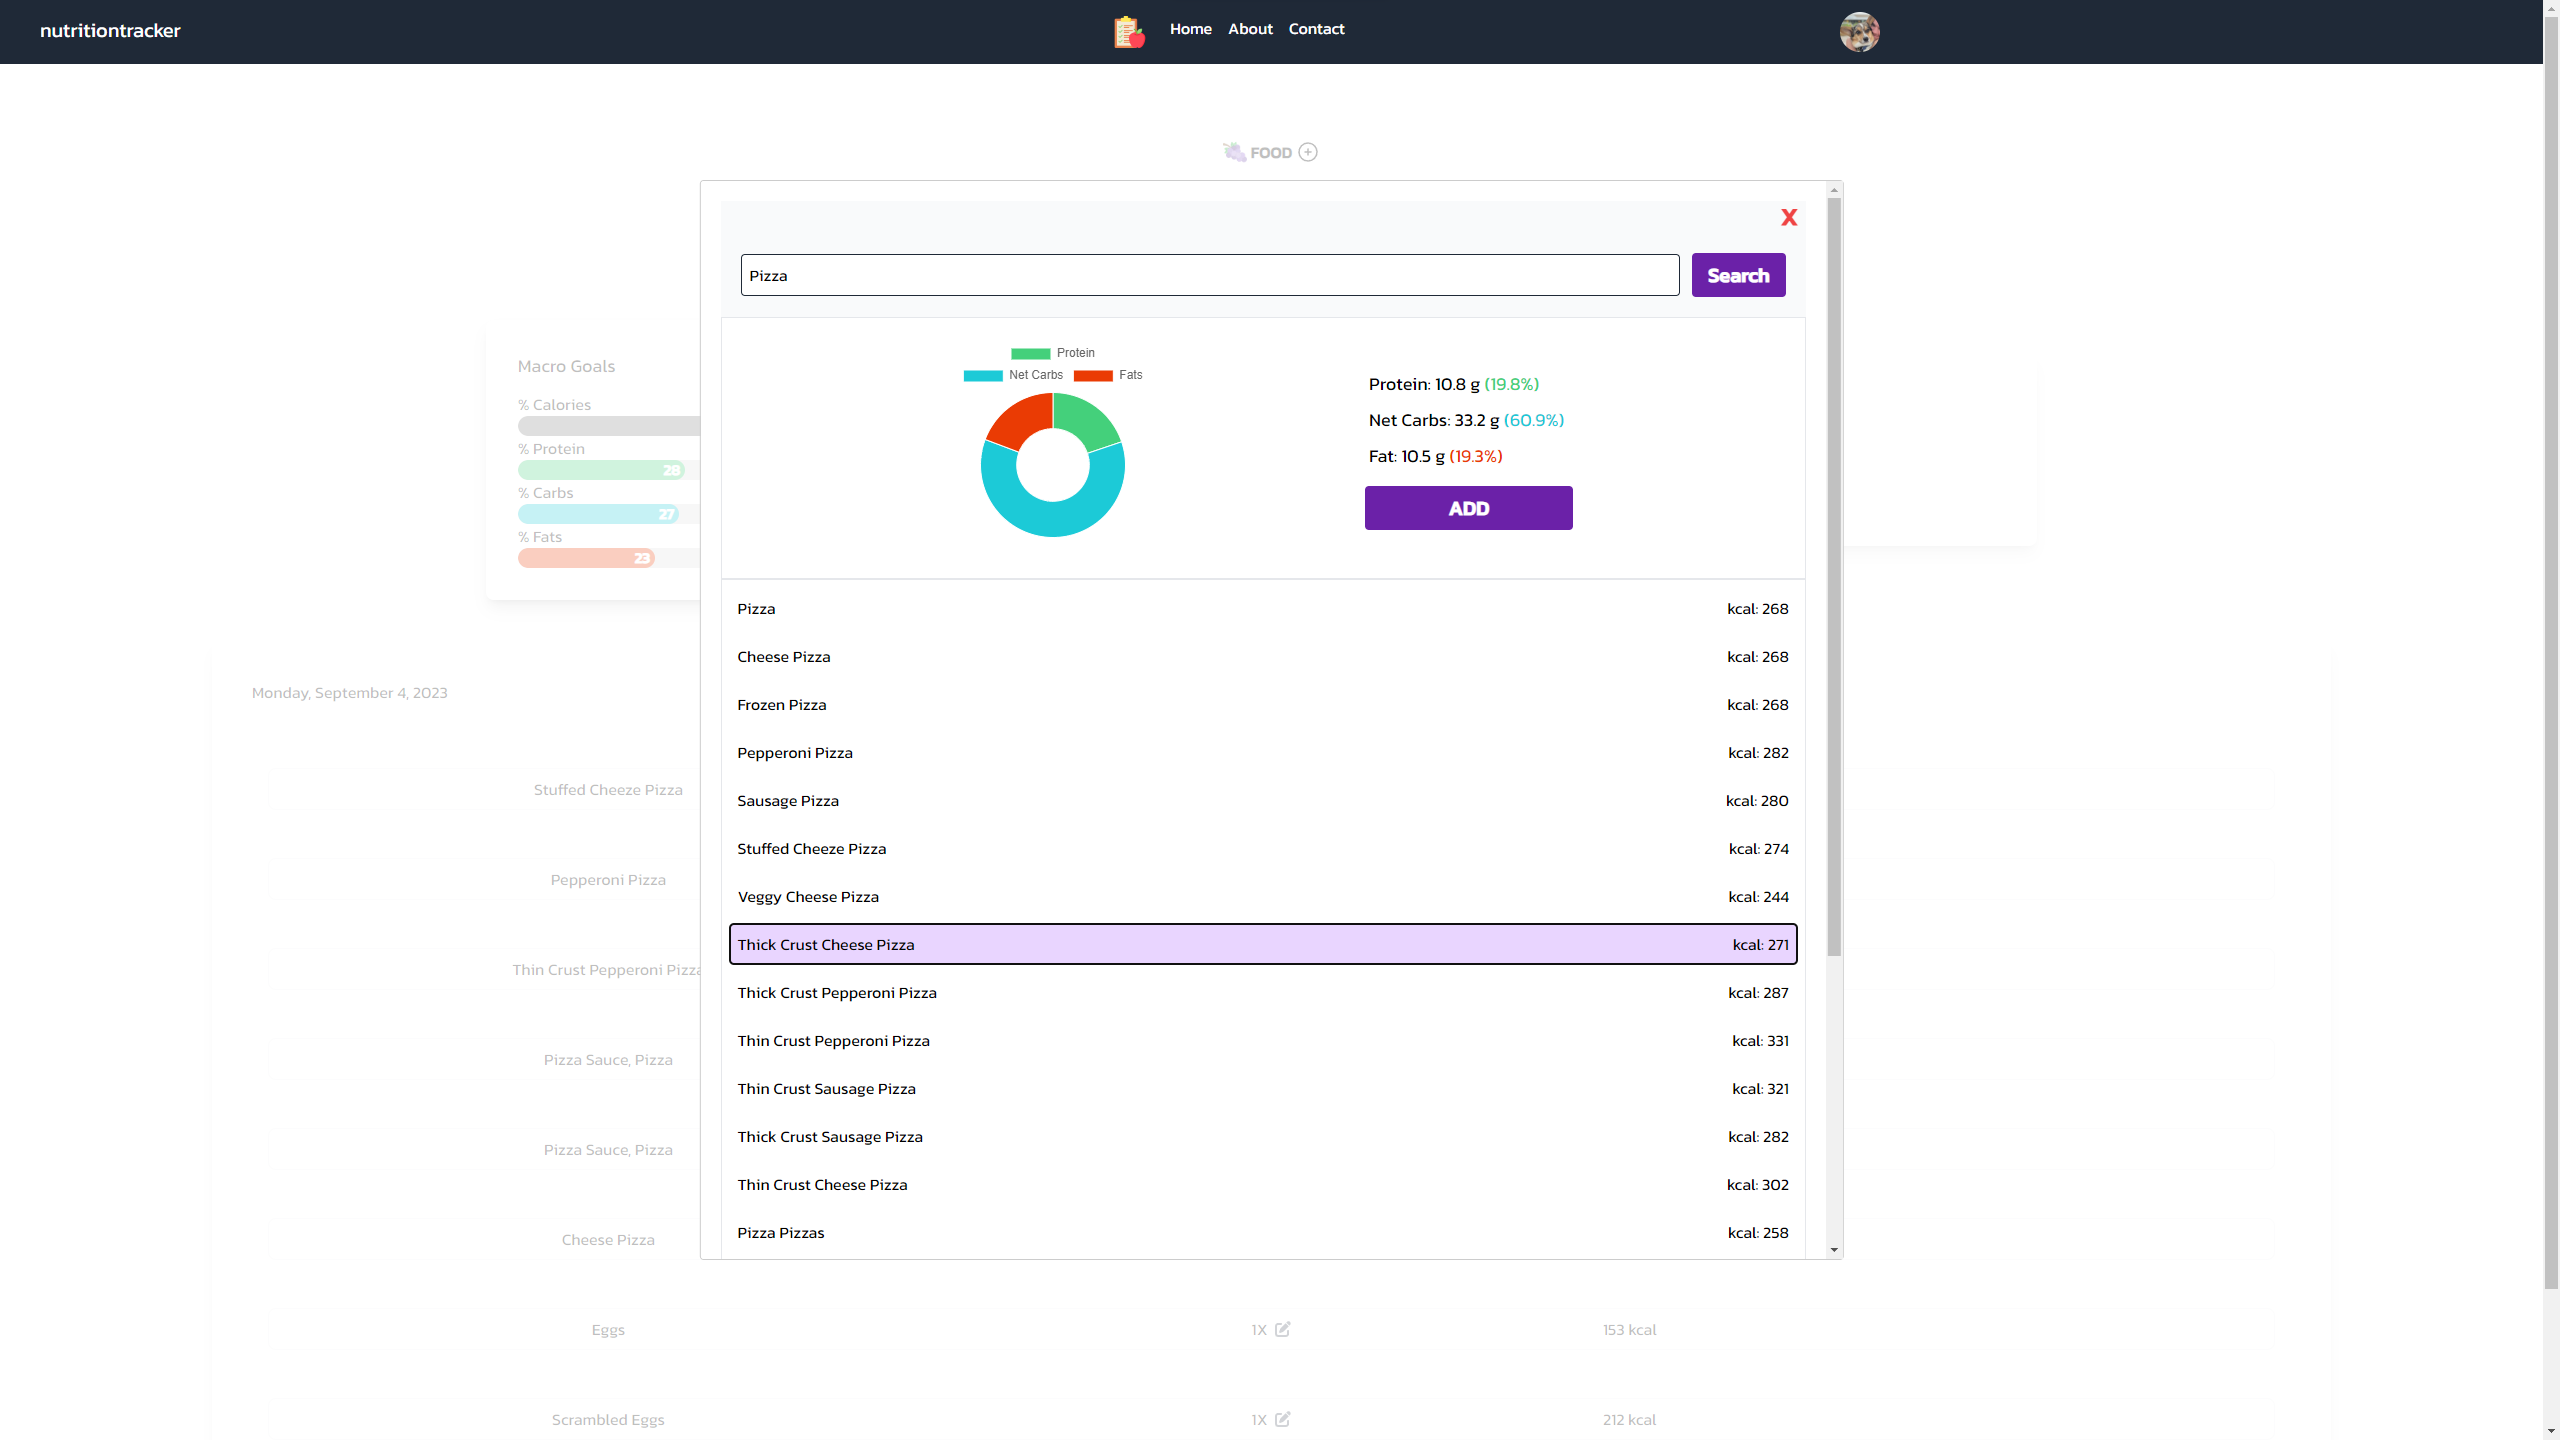 nutritiontracker
Home About Contact
FOOD
X
Pizza
Search
Macro Goals
% Calories
% Protein
28
% Carbs
27
% Fats
23
Protein
Net Carbs Fats
Protein: 10.8 g (19.8%)
Net Carbs: 33.2 g (60.9%)
Fat: 10.5 g (19.3%)
ADD
Pizza kcal: 268
Cheese Pizza kcal: 268
Frozen Pizza kcal: 268
Pepperoni Pizza kcal: 282
Sausage Pizza kcal: 280
Stuffed Cheeze Pizza kcal: 274
Veggy Cheese Pizza kcal: 244
Thick Crust Cheese Pizza kcal: 271
Thick Crust Pepperoni Pizza kcal: 287
Thin Crust Pepperoni Pizza kcal: 331
Thin Crust Sausage Pizza kcal: 321
Thick Crust Sausage Pizza kcal: 282
Thin Crust Cheese Pizza kcal: 302
Pizza Pizzas kcal: 258
Monday, September 4, 2023
Stuffed Cheeze Pizza
Pepperoni Pizza
Thin Crust Pepperoni Pizza
Pizza Sauce, Pizza
Pizza Sauce, Pizza
Cheese Pizza
Eggs 1X 153 kcal
Scrambled Eggs 1X 212 kcal